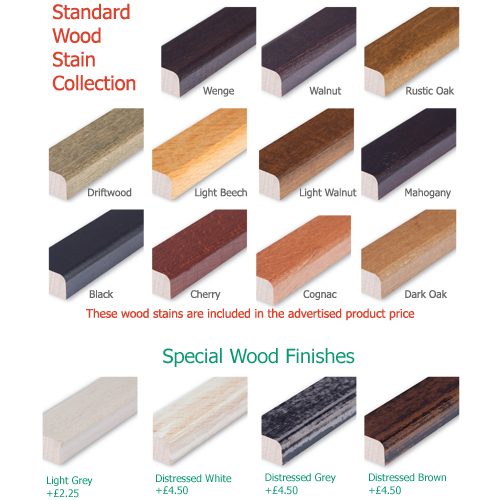 Standard
Wood
Stain
Collection
Wenge
Walnut
Rustic Oak
Driftwood
Light Beech
Light Walnut
Mahogany
Black
Cherry
Cognac
Dark Oak
These wood stains are included in the advertised product price
Special Wood Finishes
Light Grey
+£2.25
Distressed White
+£4.50
Distressed Grey
+£4.50
Distressed Brown
+£4.50